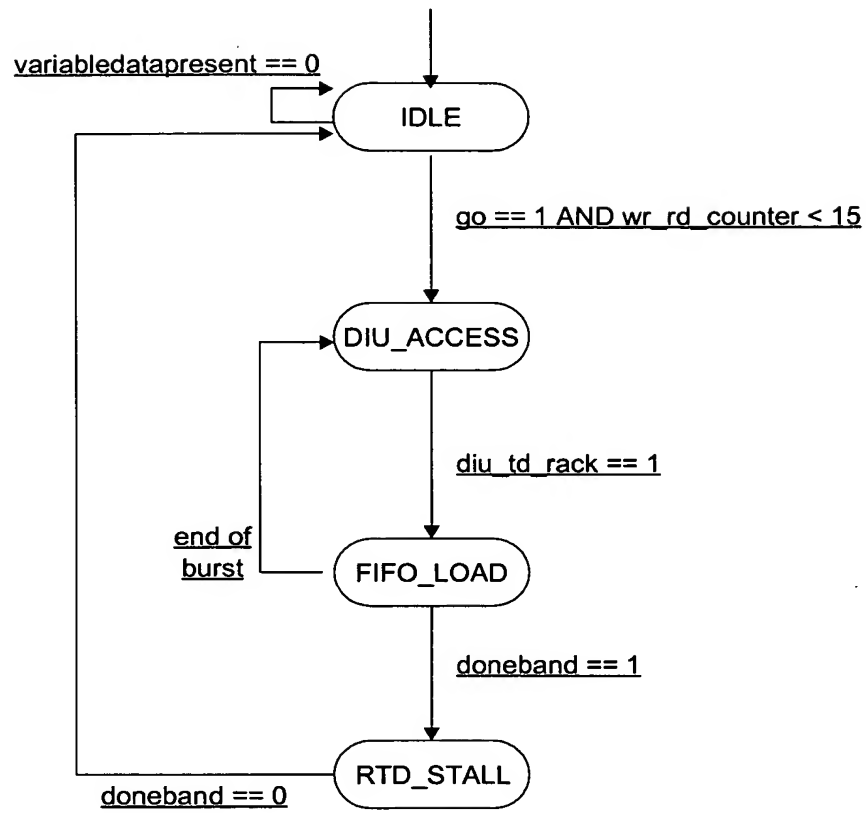 variabledatapresent == 0
IDLE
go == 1 AND wr_rd_counter < 15
DIU_ACCESS
diu_td_rack == 1
end of
burst
FIFO_LOAD
doneband == 1
RTD_STALL
doneband == 0